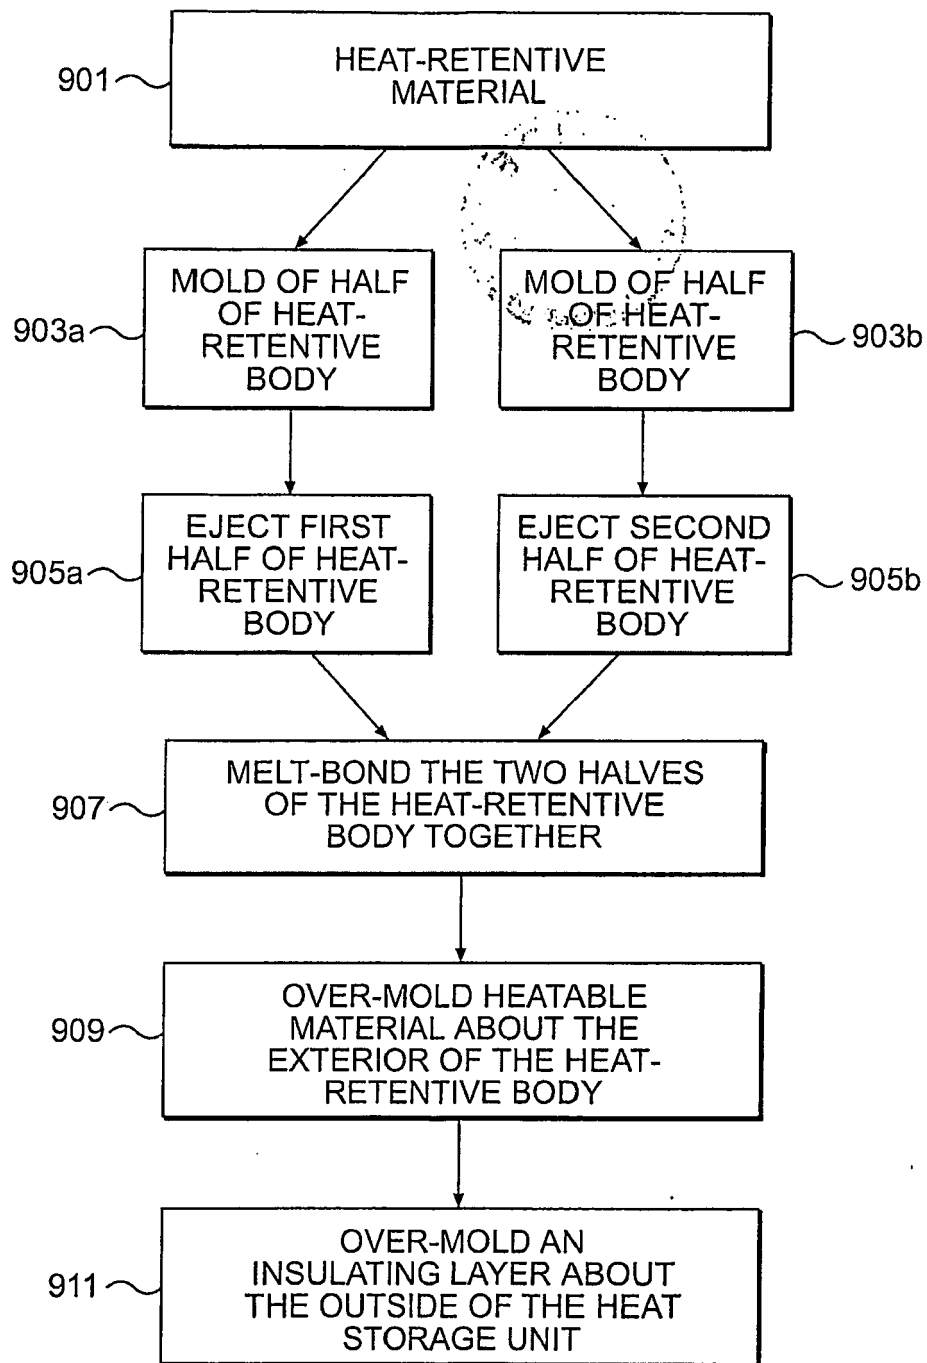 901
HEAT-RETENTIVE
MATERIAL
903a
MOLD OF HALF
OF HEAT-
RETENTIVE
BODY
MOLD OF HALF
OF HEAT-
RETENTIVE
BODY
903b
905a
EJECT FIRST
HALF OF HEAT-
RETENTIVE
BODY
EJECT SECOND
HALF OF HEAT-
RETENTIVE
BODY
905b
907
MELT-BOND THE TWO HALVES
OF THE HEAT-RETENTIVE
BODY TOGETHER
909
OVER-MOLD HEATABLE
MATERIAL ABOUT THE
EXTERIOR OF THE HEAT-
RETENTIVE BODY
911
OVER-MOLD AN
INSULATING LAYER ABOUT
THE OUTSIDE OF THE HEAT
STORAGE UNIT